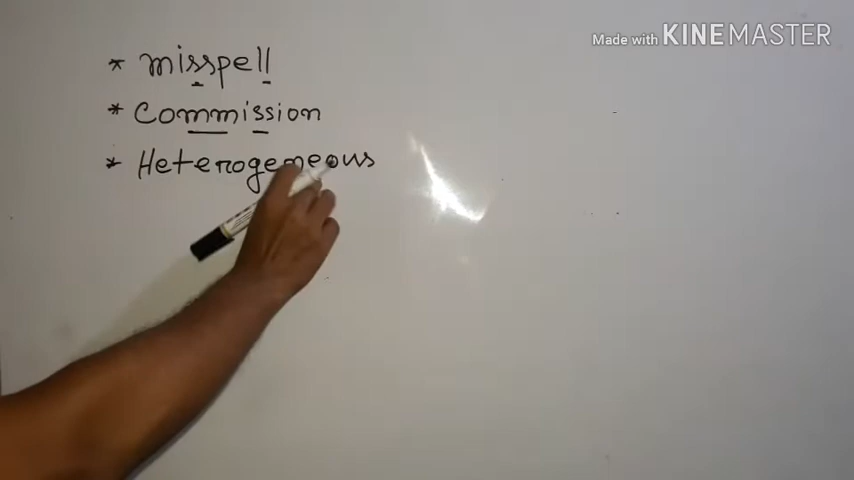 * misspell
* Commission
* Heterogeneous
Made with KINEMASTER